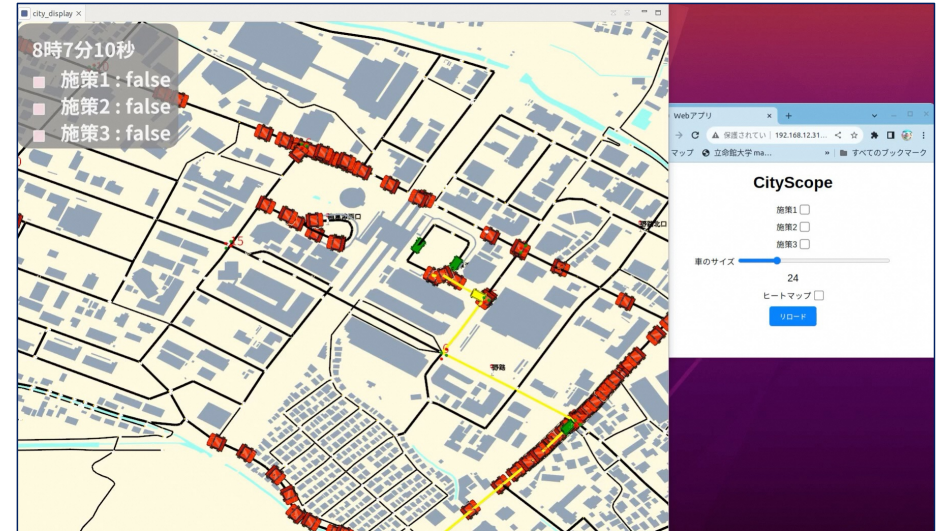 city_display
8時7分10秒
施策1 : false
施策2 : false
施策3 : false
15
6
野路
Webアプリ
保護されてい
192.168.12.31...
マップ
立命館大学 ma...
»
すべてのブックマーク
CityScope
施策1
施策2
施策3
車のサイズ
24
ヒートマップ
リロード